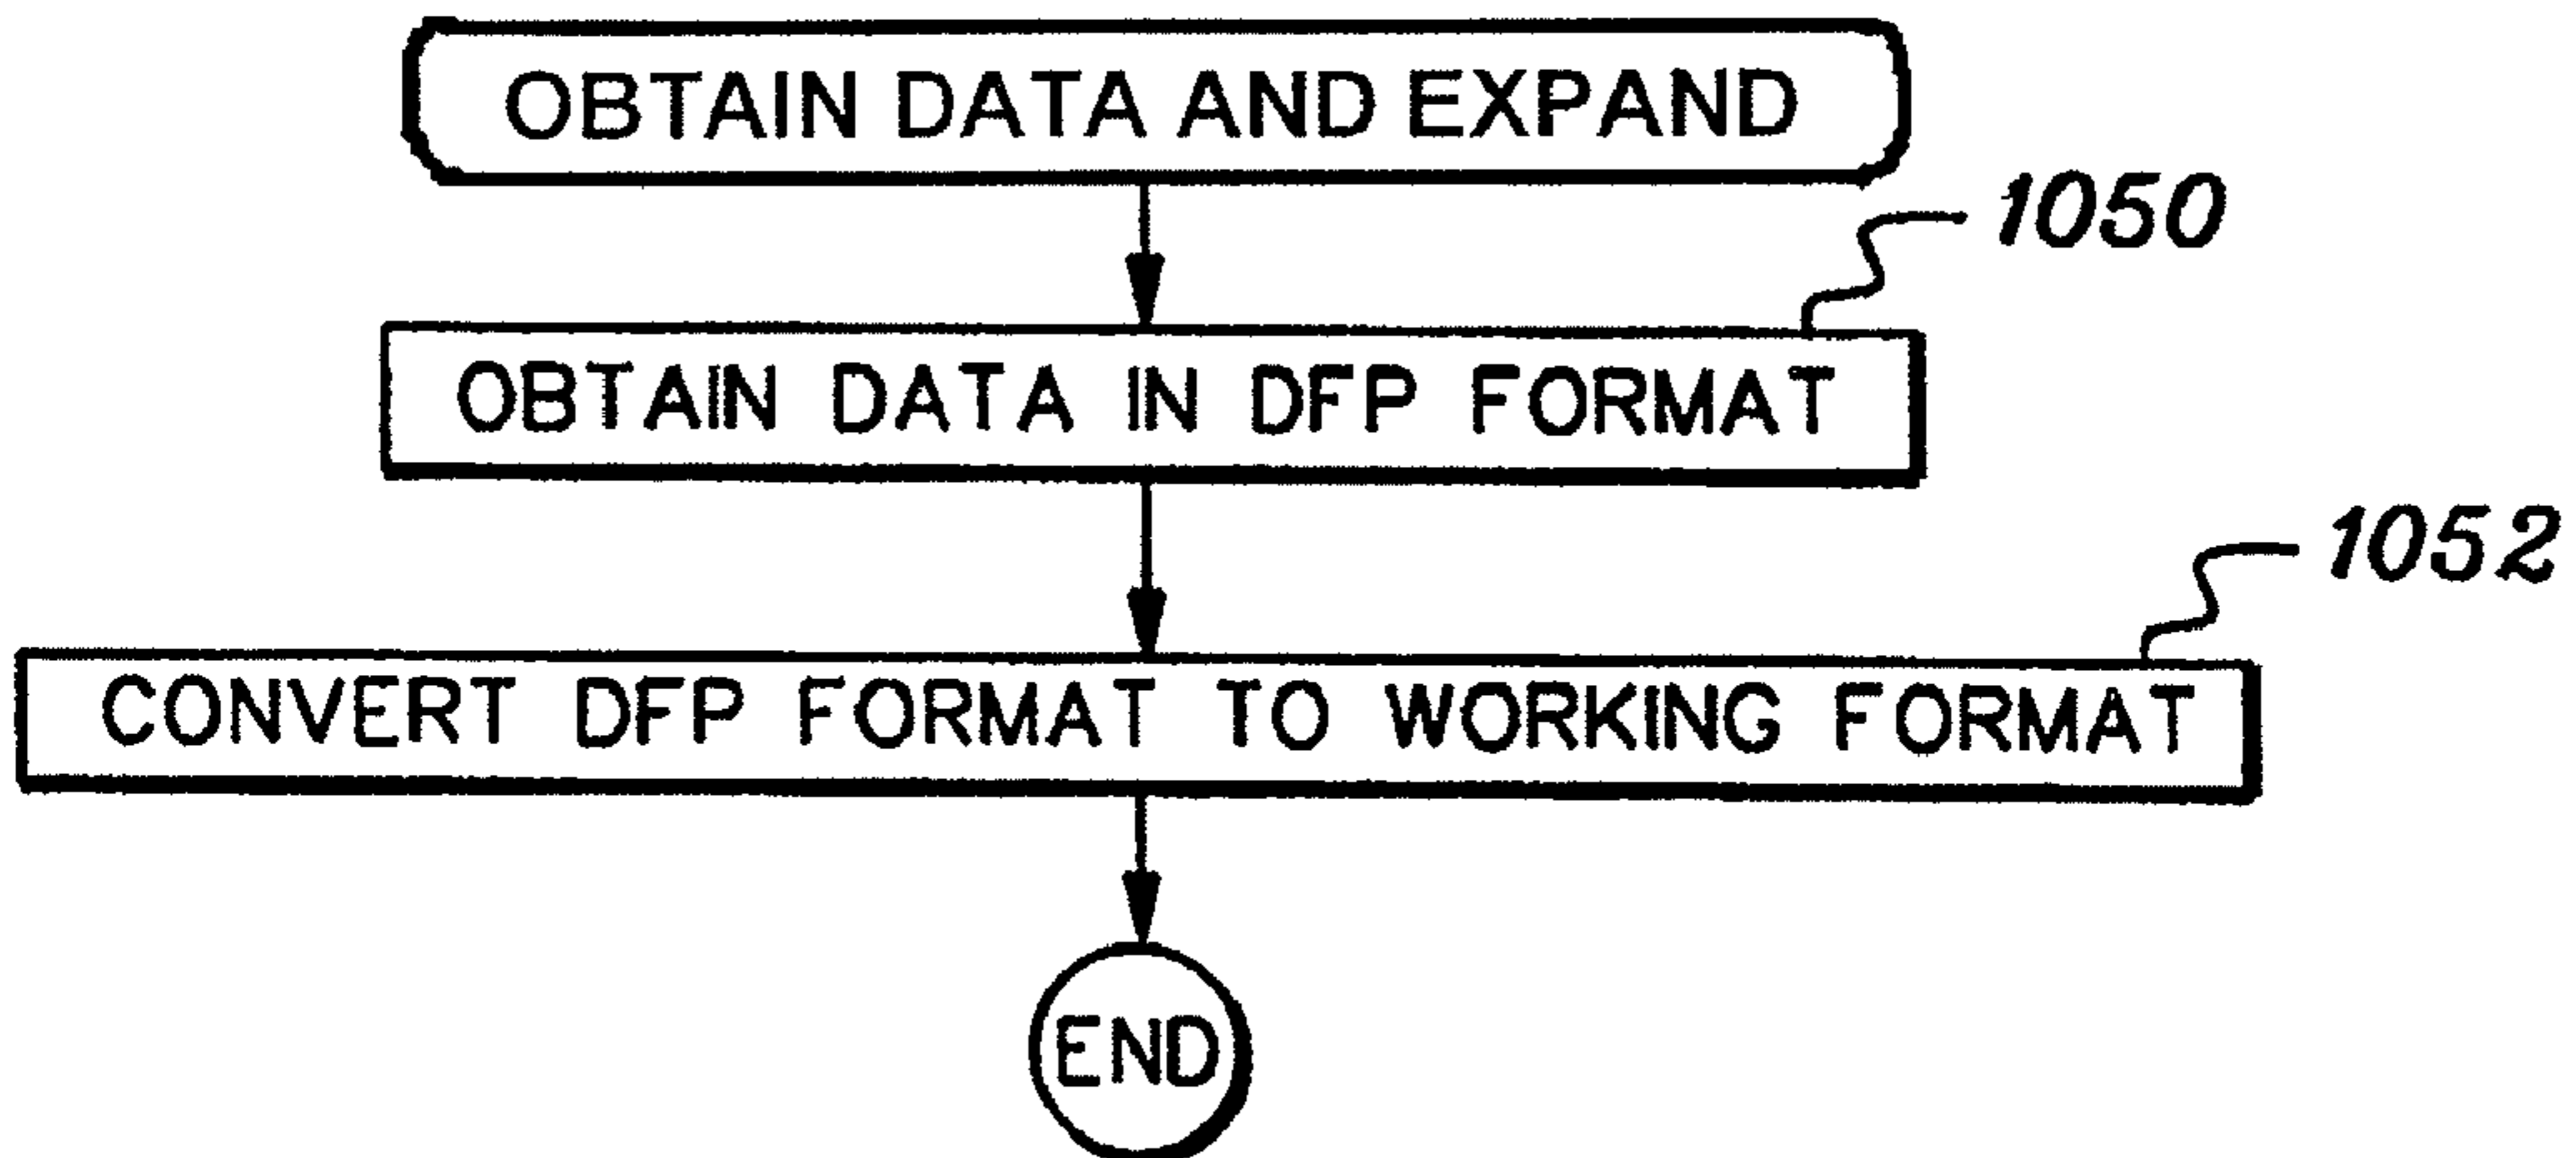 OBTAIN DATA AND EXPAND
1050
OBTAIN DATA IN DFP FORMAT
1052
CONVERT DFP FORMAT TO WORKING FORMAT
END